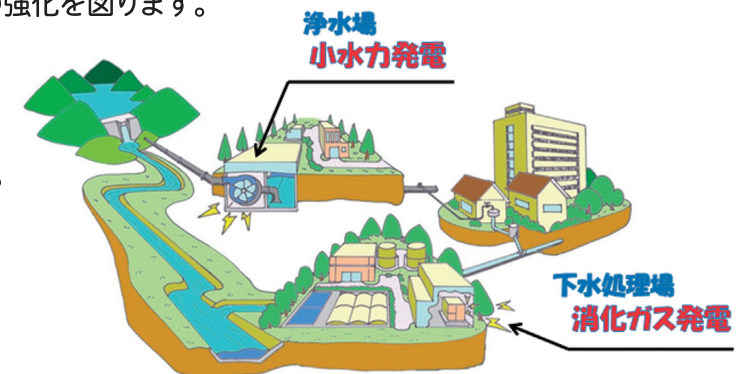 強化を図ります。
浄水場
小水力発電
下水処理場
消化ガス発電